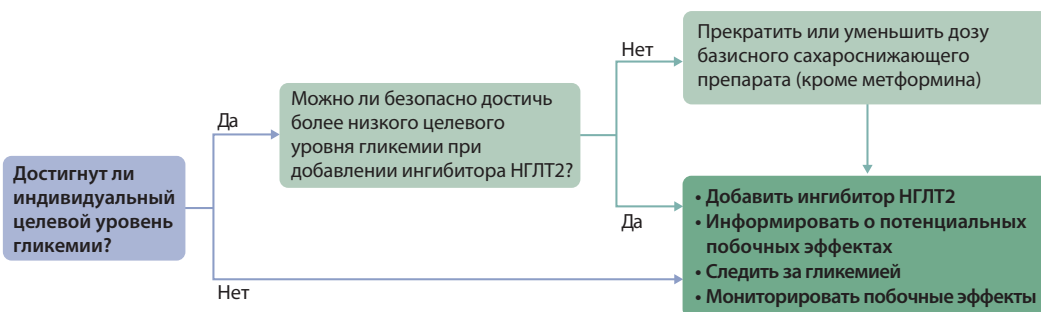 Достигнут ли
индивидуальный
целевой уровень
гликемии?
Да
Нет
Можно ли безопасно достичь
более низкого целевого
уровня гликемии при
добавлении ингибитора НГЛТ2?
Нет
Да
Прекратить или уменьшить дозу
базисного сахароснижающего
препарата (кроме метформина)
• Добавить ингибитор НГЛТ2
• Информировать о потенциальных
побочных эффектах
• Следить за гликемией
• Мониторировать побочные эффекты